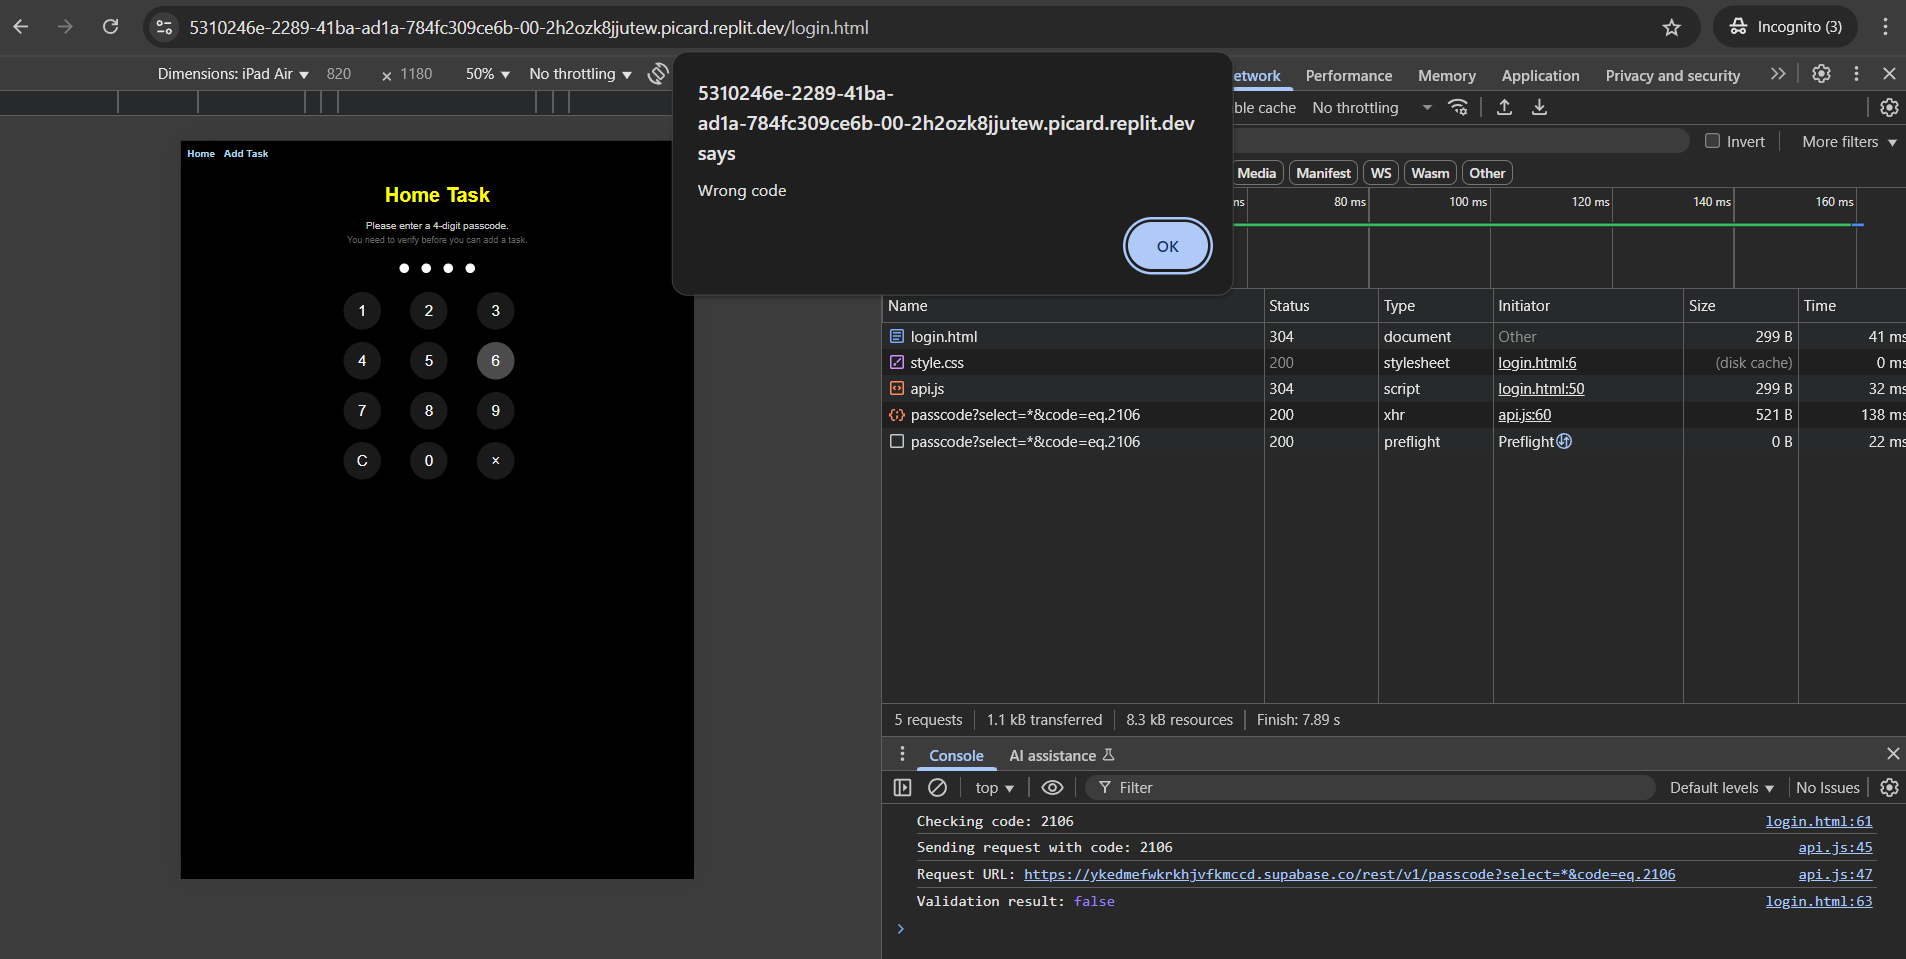 5310246e-2289-41ba-ad1a-784fc309ce6b-00-2h2ozk8jjutew.picard.replit.dev/login.html
Incognito (3)
Dimensions: iPad Air ▼ 820 × 1180 50% ▼ No throttling ▼
5310246e-2289-41ba-
ad1a-784fc309ce6b-00-2h2ozk8jjutew.picard.replit.dev
says
Wrong code
OK
etwork Performance Memory Application Privacy and security
ble cache No throttling
Invert More filters
Media Manifest WS Wasm Other
ms 80 ms 100 ms 120 ms 140 ms 160 ms
Home Add Task
Home Task
Please enter a 4-digit passcode.
You need to verify before you can add a task.
1 2 3
4 5 6
7 8 9
C 0 ×
Name Status Type Initiator Size Time
login.html 304 document Other 299 B 41 ms
style.css 200 stylesheet login.html:6 (disk cache) 0 ms
api.js 304 script login.html:50 299 B 32 ms
passcode?select=*&code=eq.2106 200 xhr api.js:60 521 B 138 ms
passcode?select=*&code=eq.2106 200 preflight Preflight 0 B 22 ms
5 requests 1.1 kB transferred 8.3 kB resources Finish: 7.89 s
Console AI assistance
top ▼ Filter Default levels ▼ No Issues
Checking code: 2106 login.html:61
Sending request with code: 2106 api.js:45
Request URL: https://ykedmefwkrkhjvfkmccd.supabase.co/rest/v1/passcode?select=*&code=eq.2106 api.js:47
Validation result: false login.html:63